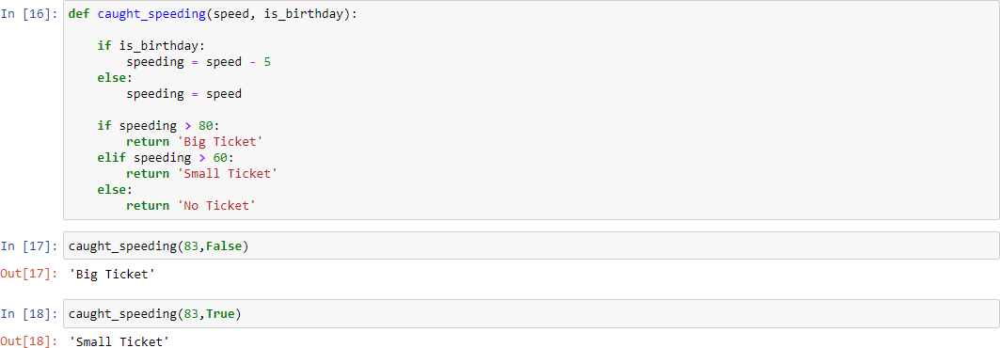 In [16]: def caught_speeding(speed, is_birthday):
    if is_birthday:
        speeding = speed - 5
    else:
        speeding = speed
    if speeding > 80:
        return 'Big Ticket'
    elif speeding > 60:
        return 'Small Ticket'
    else:
        return 'No Ticket'
In [17]: caught_speeding(83,False)
Out[17]: 'Big Ticket'
In [18]: caught_speeding(83,True)
Out[18]: 'Small Ticket'